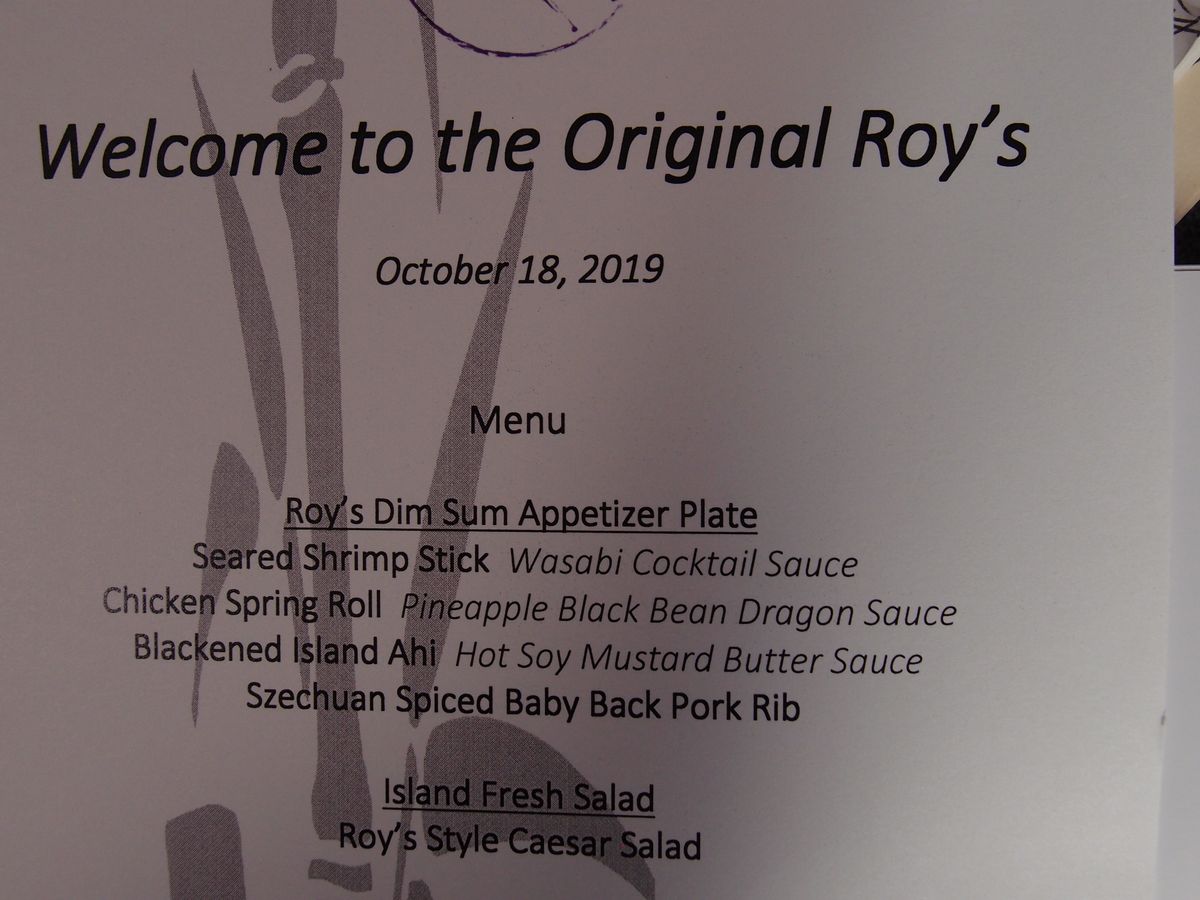 Welcome to the Original Roy's
October 18, 2019
Menu
Roy's Dim Sum Appetizer Plate
Seared Shrimp Stick Wasabi Cocktail Sauce
Chicken Spring Roll Pineapple Black Bean Dragon Sauce
Blackened Island Ahi Hot Soy Mustard Butter Sauce
Szechuan Spiced Baby Back Pork Rib
Island Fresh Salad
Roy's Style Caesar Salad